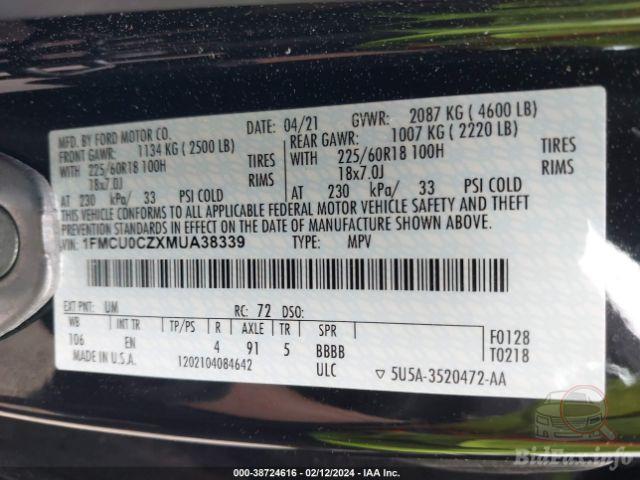 MFD. BY FORD MOTOR CO. DATE: 04/21 GVWR: 2087 KG ( 4600 LB)
FRONT GAWR: 1134 KG ( 2500 LB) REAR GAWR: 1007 KG ( 2220 LB)
WITH 225/60R18 100H TIRES WITH 225/60R18 100H TIRES
18x7.0J RIMS 18x7.0J RIMS
AT 230 kPa/ 33 PSI COLD AT 230 kPa/ 33 PSI COLD
THIS VEHICLE CONFORMS TO ALL APPLICABLE FEDERAL MOTOR VEHICLE SAFETY AND THEFT
PREVENTION STANDARDS IN EFFECT ON THE DATE OF MANUFACTURE SHOWN ABOVE.
VIN: 1FMCU0CZXMUA38339 TYPE: MPV
EXT PNT: UM RC: 72 DSO:
WB INT TR TP/PS R AXLE TR SPR
106 EN 4 91 5 BBBB
F0128
T0218
MADE IN U.S.A. 1202104084642 ULC ▽ 5U5A-3520472-AA
BidFax.info
000-38724616 - 02/12/2024 - IAA Inc.